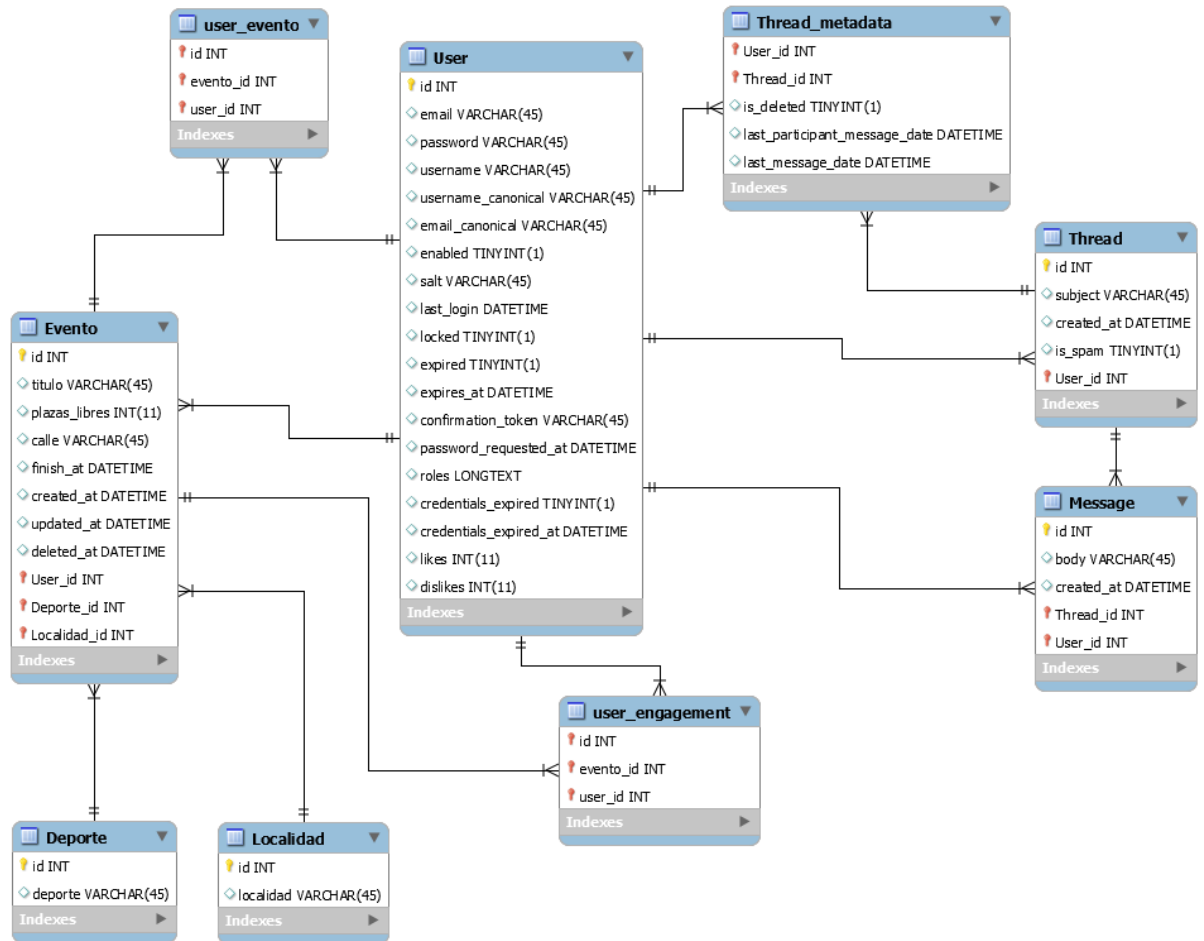 user_evento
id INT
evento_id INT
user_id INT
Indexes
User
id INT
email VARCHAR(45)
password VARCHAR(45)
username VARCHAR(45)
username_canonical VARCHAR(45)
email_canonical VARCHAR(45)
enabled TINYINT(1)
salt VARCHAR(45)
last_login DATETIME
locked TINYINT(1)
expired TINYINT(1)
expires_at DATETIME
confirmation_token VARCHAR(45)
password_requested_at DATETIME
roles LONGTEXT
credentials_expired TINYINT(1)
credentials_expired_at DATETIME
likes INT(11)
dislikes INT(11)
Indexes
Thread_metadata
User_id INT
Thread_id INT
is_deleted TINYINT(1)
last_participant_message_date DATETIME
last_message_date DATETIME
Indexes
Thread
id INT
subject VARCHAR(45)
created_at DATETIME
is_spam TINYINT(1)
User_id INT
Indexes
Evento
id INT
titulo VARCHAR(45)
plazas_libres INT(11)
calle VARCHAR(45)
finish_at DATETIME
created_at DATETIME
updated_at DATETIME
deleted_at DATETIME
User_id INT
Deporte_id INT
Localidad_id INT
Indexes
Message
id INT
body VARCHAR(45)
created_at DATETIME
Thread_id INT
User_id INT
Indexes
user_engagement
id INT
evento_id INT
user_id INT
Indexes
Deporte
id INT
deporte VARCHAR(45)
Indexes
Localidad
id INT
localidad VARCHAR(45)
Indexes